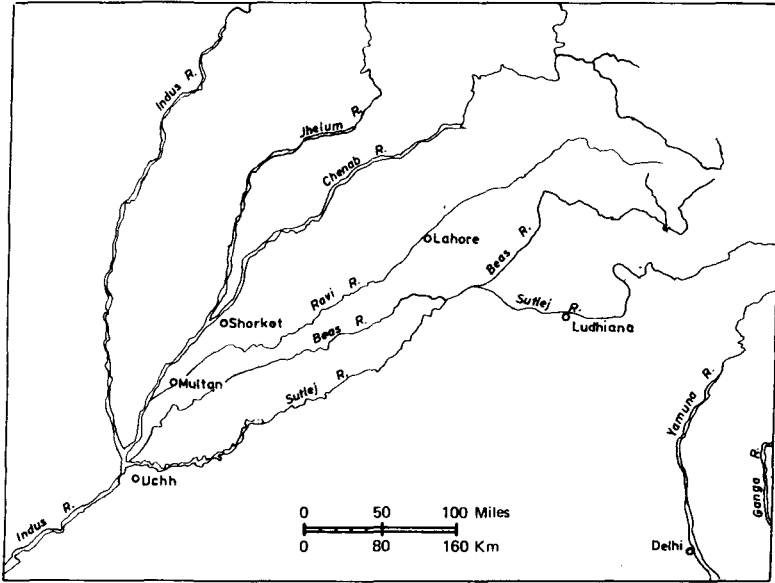 Indus R.
Jhelum R.
Chenab R.
Lahore
Beas R.
Ravi R.
Sutlej R.
Shorkot
Beas R.
Ludhiana
Multan
Sutlej R.
Yamuna R.
Ganga R.
Uchh
Indus R.
0 50 100 Miles
0 80 160 Km
Delhi